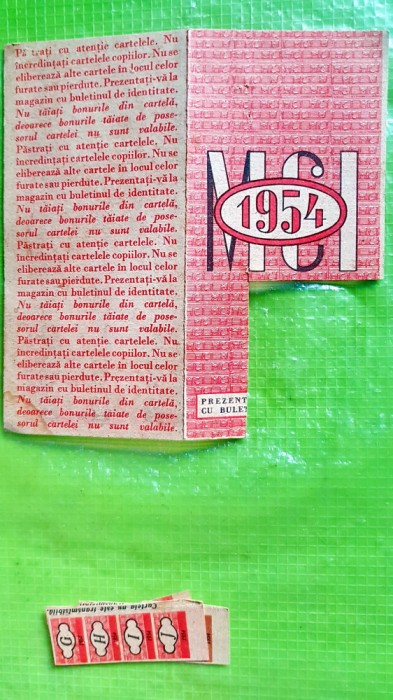 Păstrați cu atenție cartelele. Nu
încredințați cartelele copiilor. Nu se
eliberează alte cartele în locul celor
furate sau pierdute. Prezentați-vă la
magazin cu buletinul de identitate.
Nu tăiați bonurile din cartelă,
deoarece bonurile tăiate de pose-
sorul cartelei nu sunt valabile.
Păstrați cu atenție cartelele. Nu
încredințați cartelele copiilor. Nu se
eliberează alte cartele în locul celor
furate sau pierdute. Prezentați-vă la
magazin cu buletinul de identitate.
Nu tăiați bonurile din cartelă,
deoarece bonurile tăiate de pose-
sorul cartelei nu sunt valabile.
Păstrați cu atenție cartelele. Nu
încredințați cartelele copiilor. Nu se
eliberează alte cartele în locul celor
furate sau pierdute. Prezentați-vă la
magazin cu buletinul de identitate.
Nu tăiați bonurile din cartelă,
deoarece bonurile tăiate de pose-
sorul cartelei nu sunt valabile.
Păstrați cu atenție cartelele. Nu
încredințați cartelele copiilor. Nu se
eliberează alte cartele în locul celor
furate sau pierdute. Prezentați-vă la
magazin cu buletinul de identitate.
Nu tăiați bonurile din cartelă,
deoarece bonurile tăiate de pose-
sorul cartelei nu sunt valabile.
MCI
1954
PREZENT
CU BULET
Cartela nu este transmisibilă
G H I J